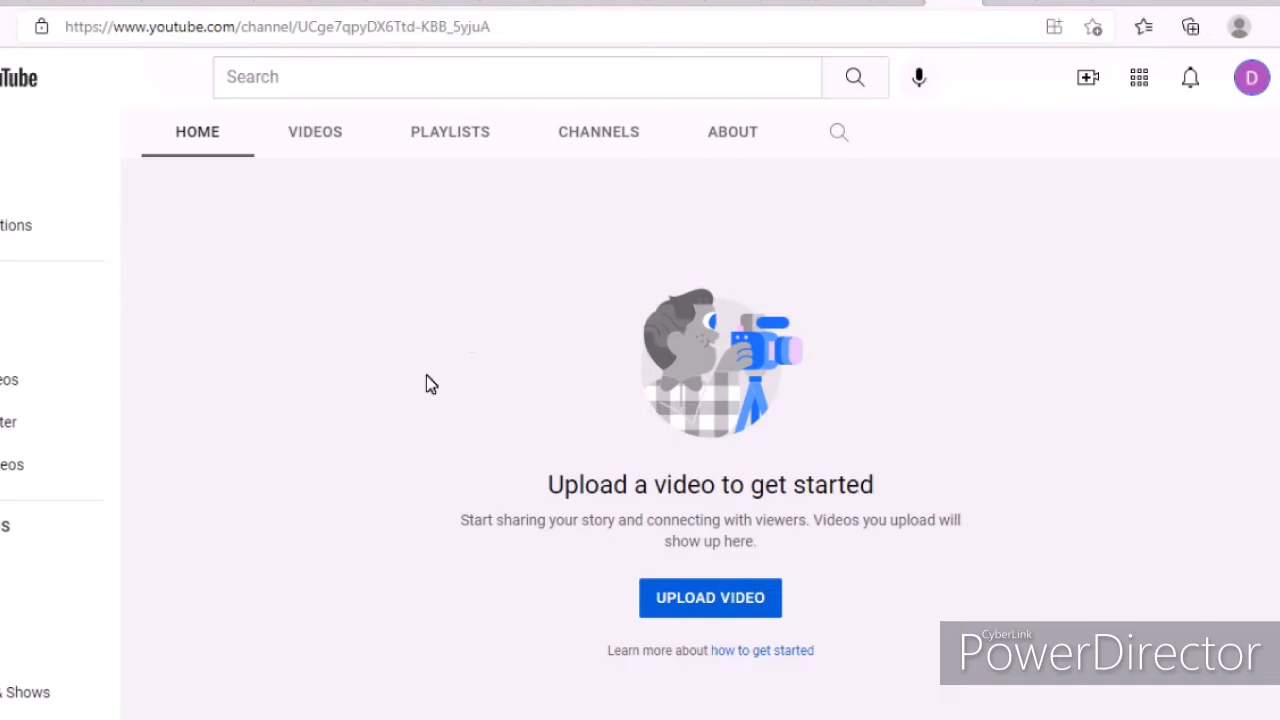 https://www.youtube.com/channel/UCge7qpyDX6Ttd-KBB_5yjuA
uTube
Search
D
HOME VIDEOS PLAYLISTS CHANNELS ABOUT
tions
eos
ter
eos
s
& Shows
Upload a video to get started
Start sharing your story and connecting with viewers. Videos you upload will
show up here.
UPLOAD VIDEO
Learn more about how to get started
CyberLink
PowerDirector